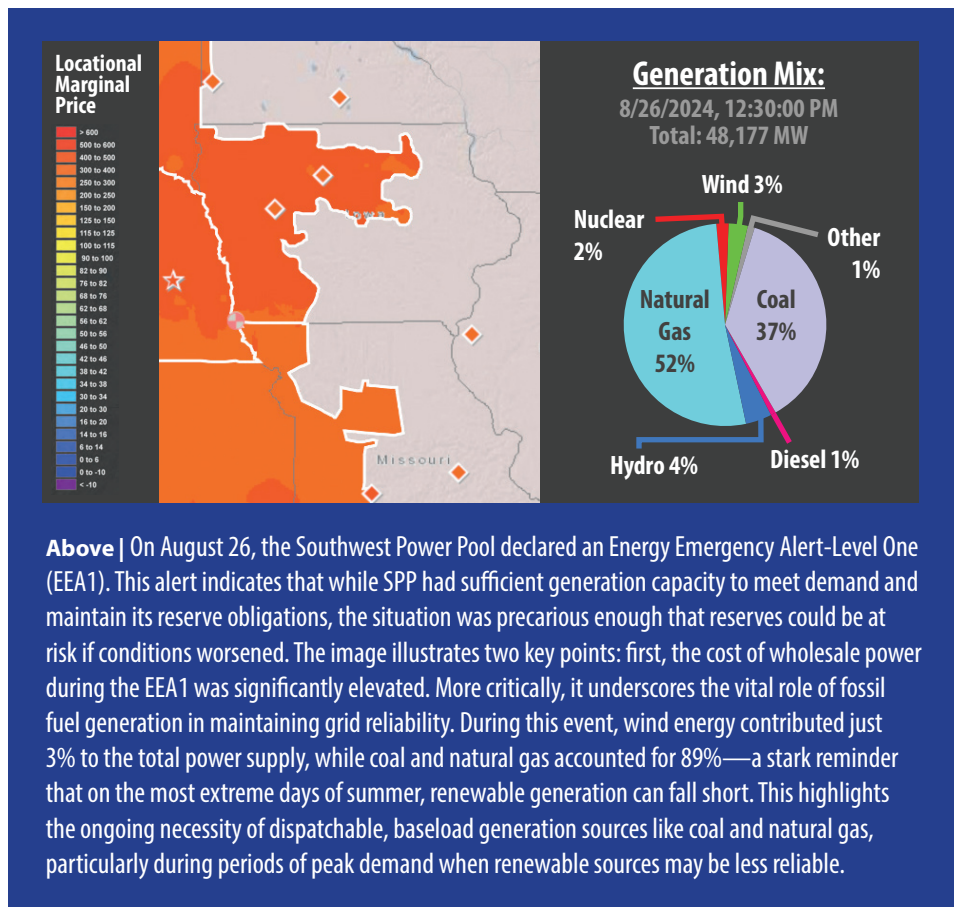 Locational
Marginal
Price
> 600
500 to 600
400 to 500
300 to 400
250 to 300
200 to 250
150 to 200
125 to 150
115 to 125
100 to 115
90 to 100
82 to 90
76 to 82
68 to 76
62 to 68
56 to 62
50 to 56
46 to 50
42 to 46
38 to 42
34 to 38
30 to 34
20 to 30
16 to 20
14 to 16
6 to 14
0 to 6
0 to -10
< -10
Missouri
Generation Mix:
8/26/2024, 12:30:00 PM
Total: 48,177 MW
Wind 3%
Nuclear
2%
Other
1%
Natural
Gas
52%
Coal
37%
Hydro 4%
Diesel 1%
Above | On August 26, the Southwest Power Pool declared an Energy Emergency Alert-Level One
(EEA1). This alert indicates that while SPP had sufficient generation capacity to meet demand and
maintain its reserve obligations, the situation was precarious enough that reserves could be at
risk if conditions worsened. The image illustrates two key points: first, the cost of wholesale power
during the EEA1 was significantly elevated. More critically, it underscores the vital role of fossil
fuel generation in maintaining grid reliability. During this event, wind energy contributed just
3% to the total power supply, while coal and natural gas accounted for 89%—a stark reminder
that on the most extreme days of summer, renewable generation can fall short. This highlights
the ongoing necessity of dispatchable, baseload generation sources like coal and natural gas,
particularly during periods of peak demand when renewable sources may be less reliable.